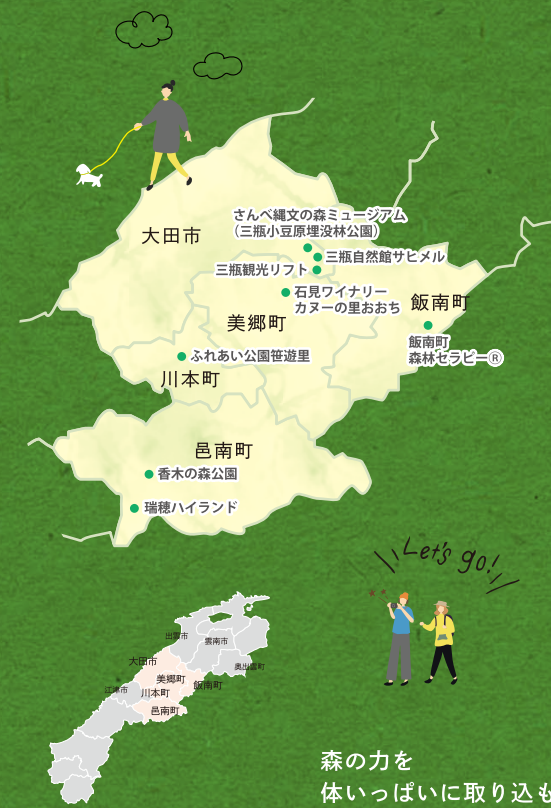 さんべ縄文の森ミュージアム
(三瓶小豆原埋没林公園)
大田市
三瓶自然館サヒメル
三瓶観光リフト
石見ワイナリー
カヌーの里おおち
飯南町
美郷町
飯南町
森林セラピー®
ふれあい公園笹遊里
川本町
邑南町
香木の森公園
瑞穂ハイランド
Let's go!
出雲市
雲南市
大田市
奥出雲町
美郷町
飯南町
江津市
川本町
邑南町
森の力を
体いっぱいに取り込も